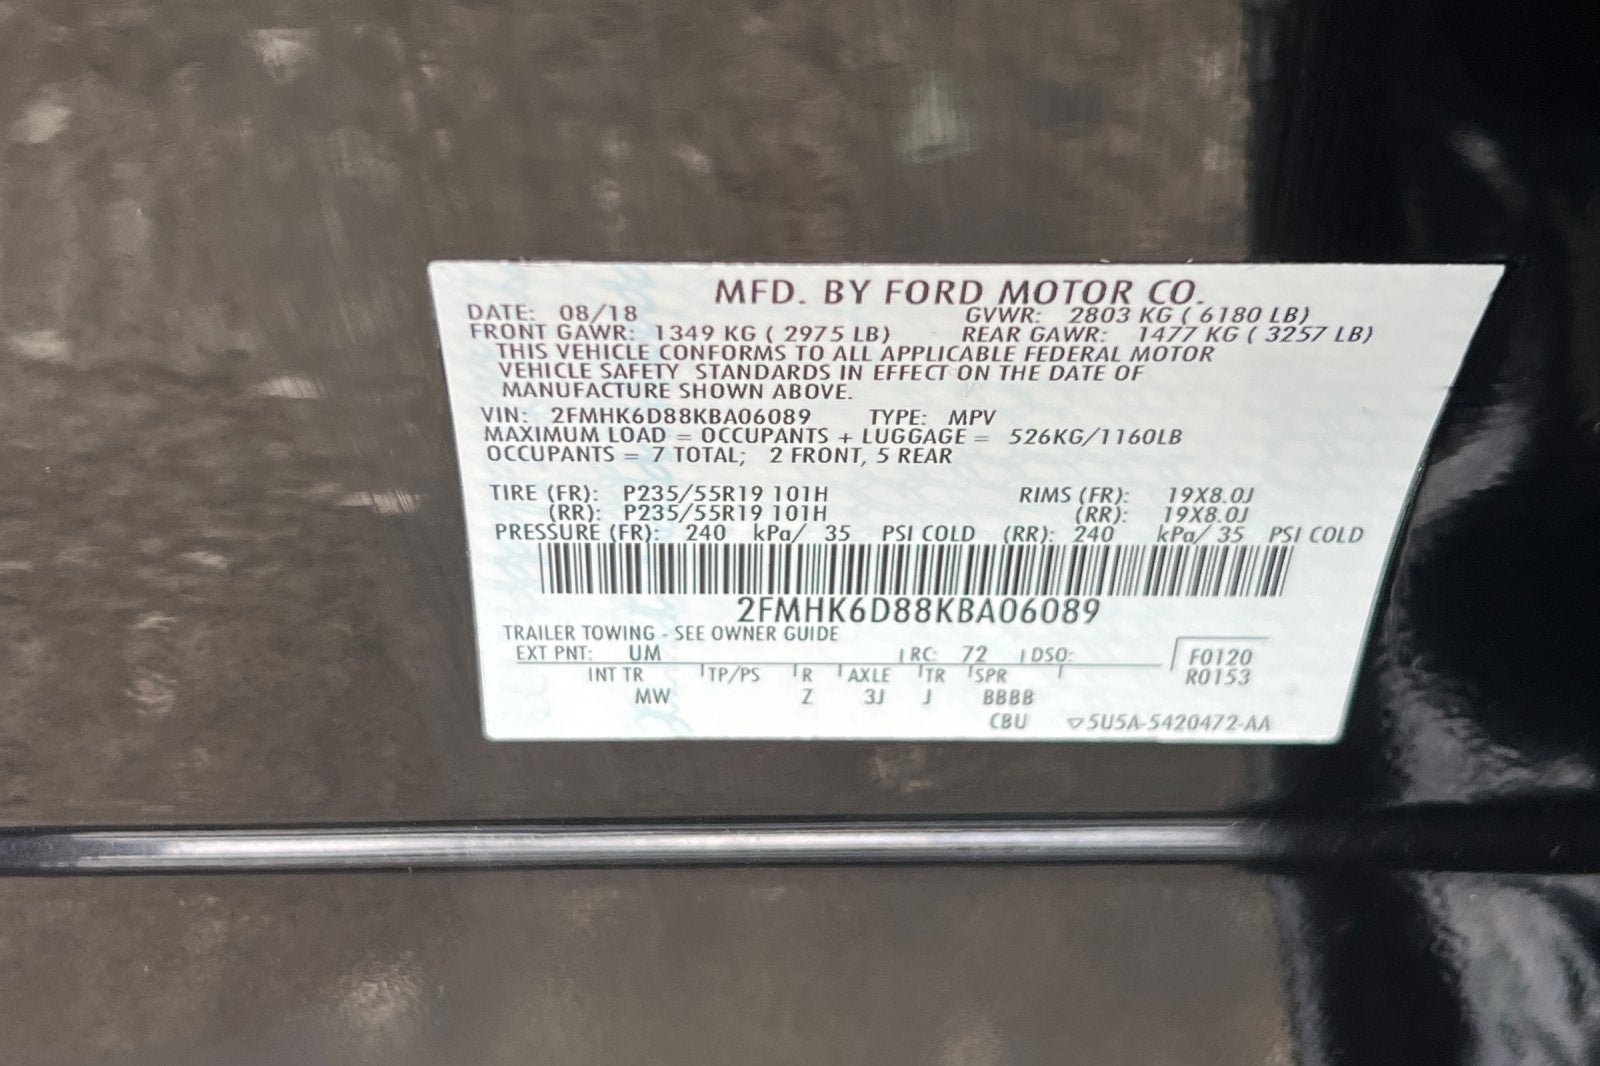 MFD. BY FORD MOTOR CO.
DATE: 08/18 GVWR: 2803 KG ( 6180 LB)
FRONT GAWR: 1349 KG ( 2975 LB) REAR GAWR: 1477 KG ( 3257 LB)
THIS VEHICLE CONFORMS TO ALL APPLICABLE FEDERAL MOTOR
VEHICLE SAFETY STANDARDS IN EFFECT ON THE DATE OF
MANUFACTURE SHOWN ABOVE.
VIN: 2FMHK6D88KBA06089 TYPE: MPV
MAXIMUM LOAD = OCCUPANTS + LUGGAGE = 526KG/1160LB
OCCUPANTS = 7 TOTAL; 2 FRONT, 5 REAR
TIRE (FR): P235/55R19 101H RIMS (FR): 19X8.0J
(RR): P235/55R19 101H (RR): 19X8.0J
PRESSURE (FR): 240 kPa/ 35 PSI COLD (RR): 240 kPa/ 35 PSI COLD
2FMHK6D88KBA06089
TRAILER TOWING - SEE OWNER GUIDE
EXT PNT: UM RC: 72 DSO: F0120
INT TR TP/PS R AXLE TR SPR R0153
MW Z 3J J BBBB
CBU ▽5U5A-5420472-AA